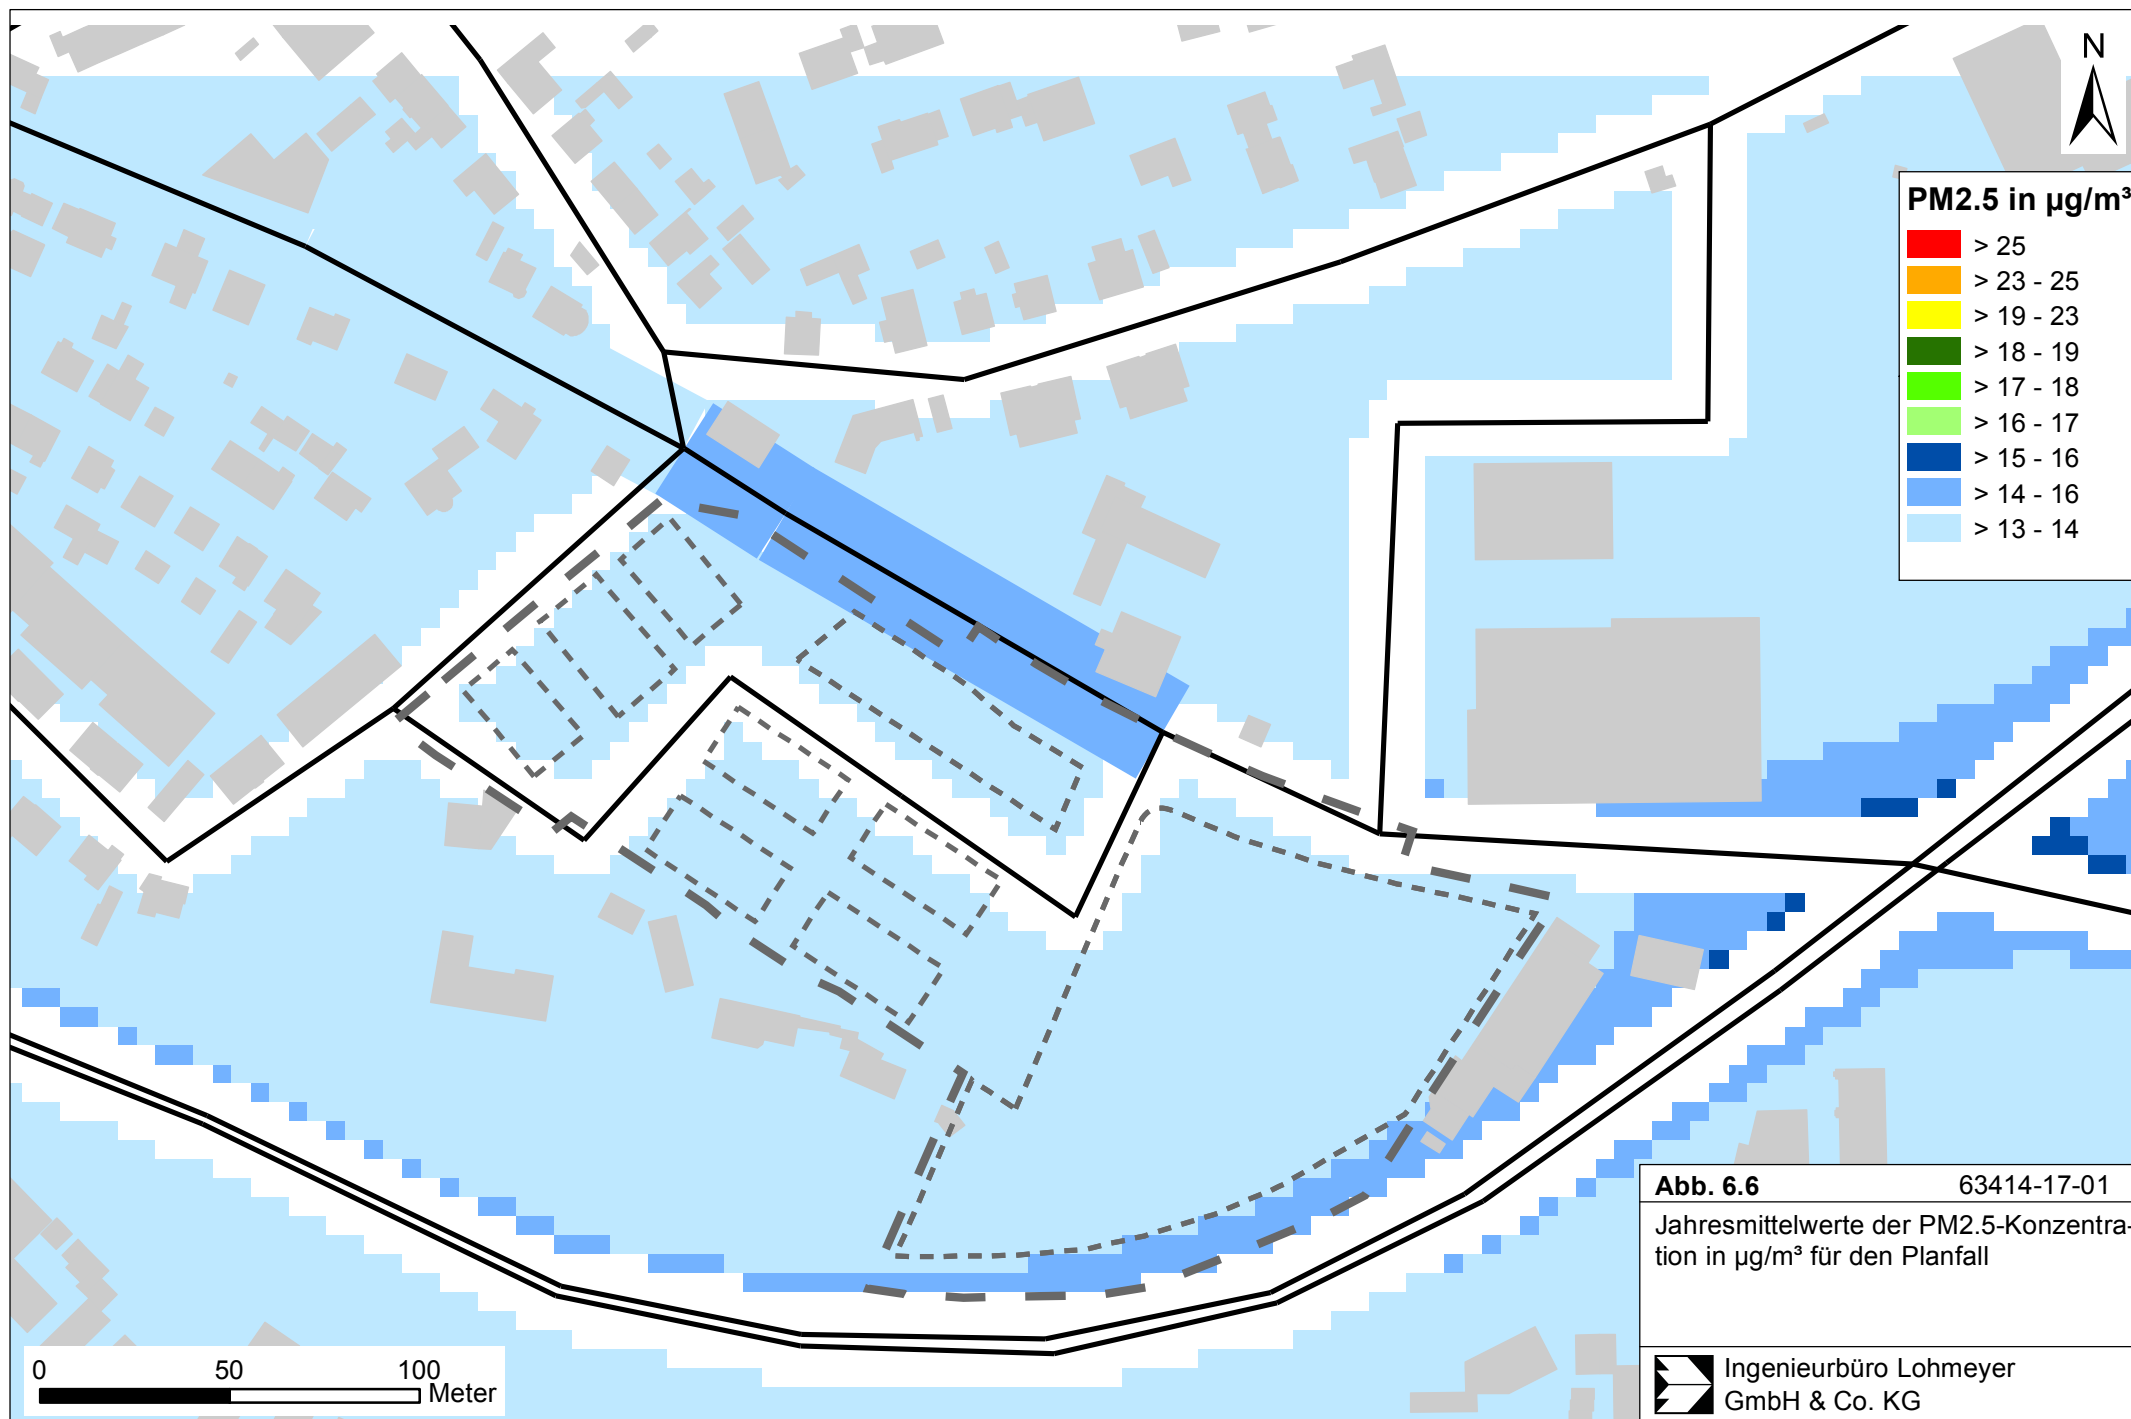 N
PM2.5 in µg/m³
> 25
> 23 - 25
> 19 - 23
> 18 - 19
> 17 - 18
> 16 - 17
> 15 - 16
> 14 - 16
> 13 - 14
Abb. 6.6 63414-17-01
Jahresmittelwerte der PM2.5-Konzentra-
tion in µg/m³ für den Planfall
0 50 100
Meter
Ingenieurbüro Lohmeyer
GmbH & Co. KG